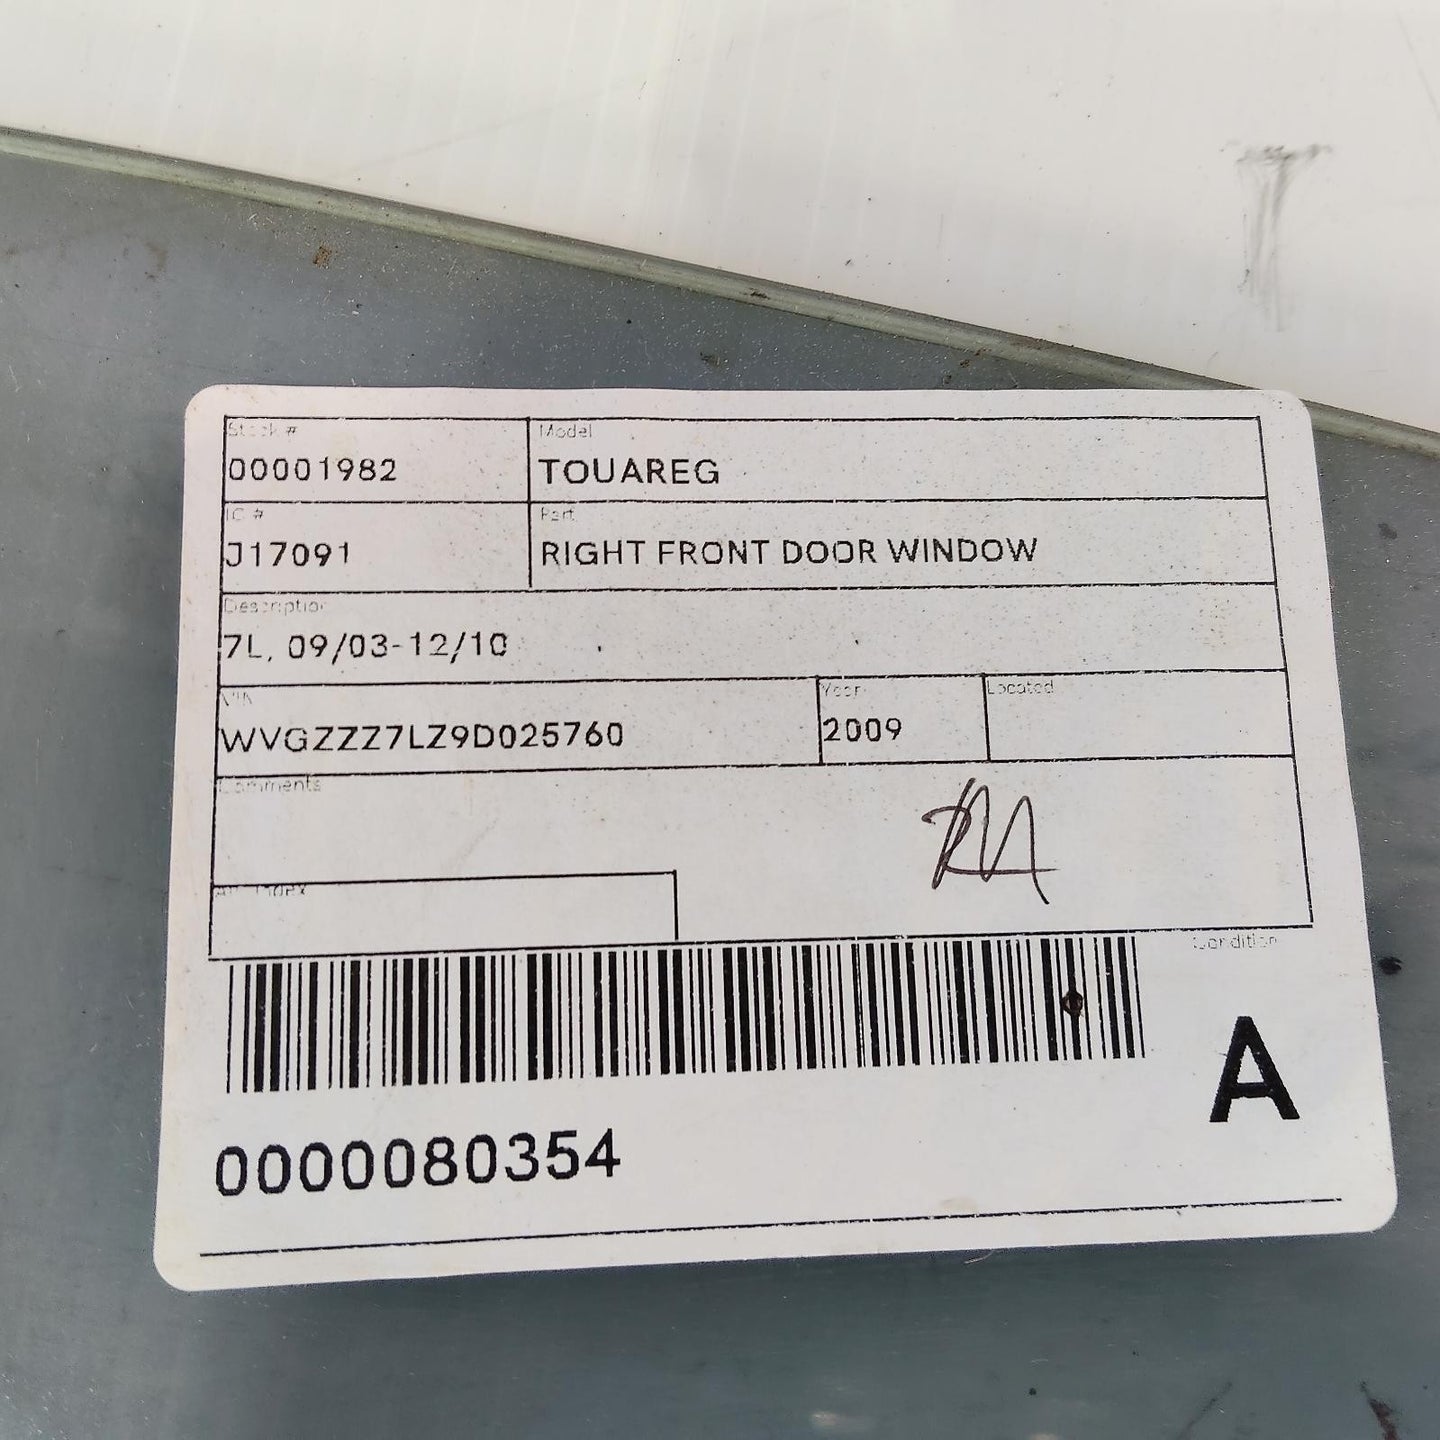 Stock # Model
00001982 TOUAREG
IC # Part
J17091 RIGHT FRONT DOOR WINDOW
Description
7L, 09/03-12/10
VIN Year Located
WVGZZZ7LZ9D025760 2009
Comments
Condition
A
0000080354